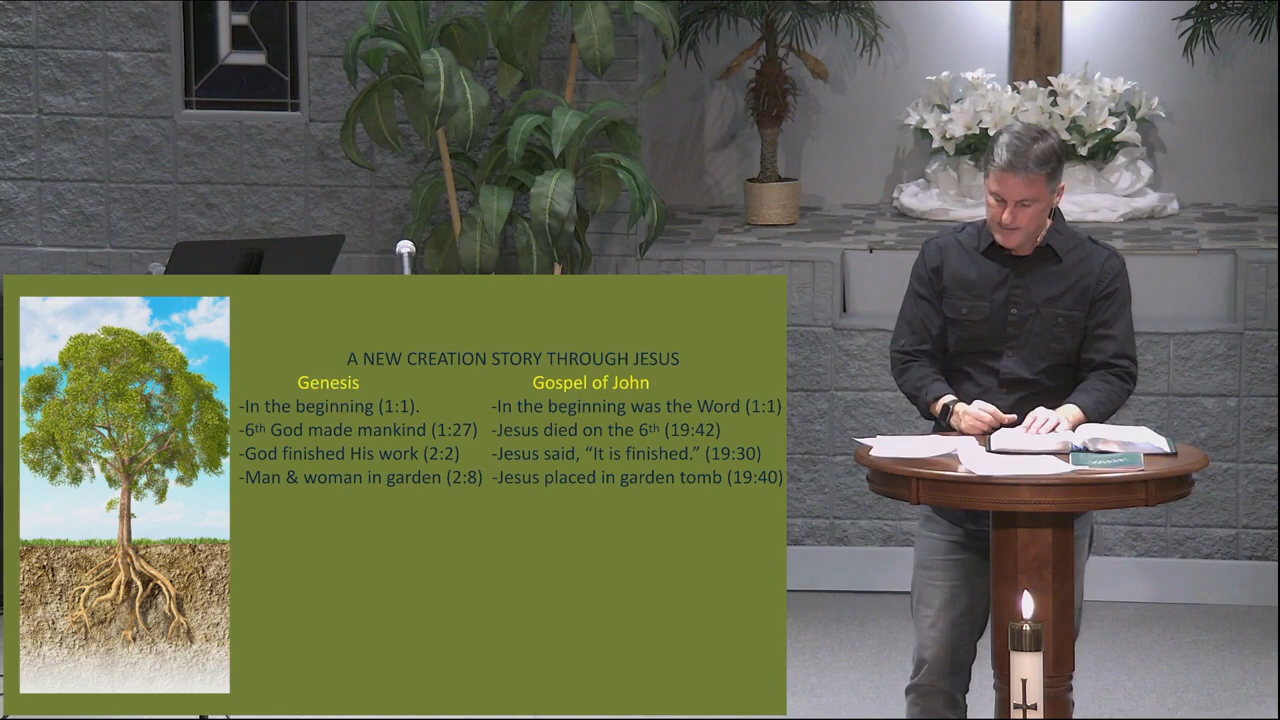 A NEW CREATION STORY THROUGH JESUS
Genesis Gospel of John
-In the beginning (1:1). -In the beginning was the Word (1:1)
-6th God made mankind (1:27) -Jesus died on the 6th (19:42)
-God finished His work (2:2) -Jesus said, “It is finished.” (19:30)
-Man & woman in garden (2:8) -Jesus placed in garden tomb (19:40)